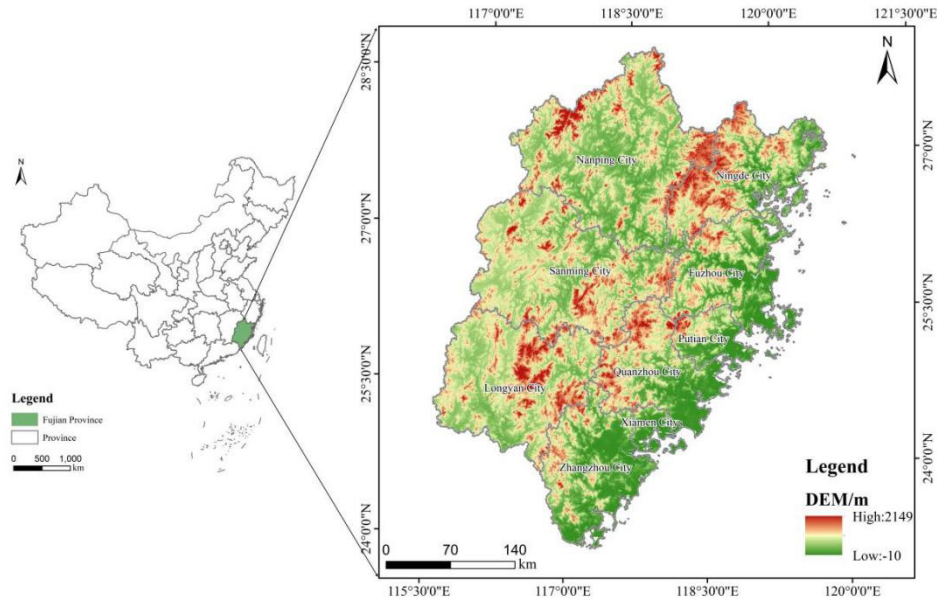 N
Legend
Fujian Province
Province
0 500 1,000
km
117°0'0"E 118°30'0"E 120°0'0"E 121°30'0"E
28°30'0"N
27°0'0"N
25°30'0"N
24°0'0"N
N
Nanping City
Ningde City
Sanming City
Fuzhou City
Putian City
Quanzhou City
Longyan City
Xiamen City
Zhangzhou City
27°0'0"N
25°30'0"N
24°0'0"N
Legend
DEM/m
High:2149
Low:-10
0 70 140
km
115°30'0"E 117°0'0"E 118°30'0"E 120°0'0"E